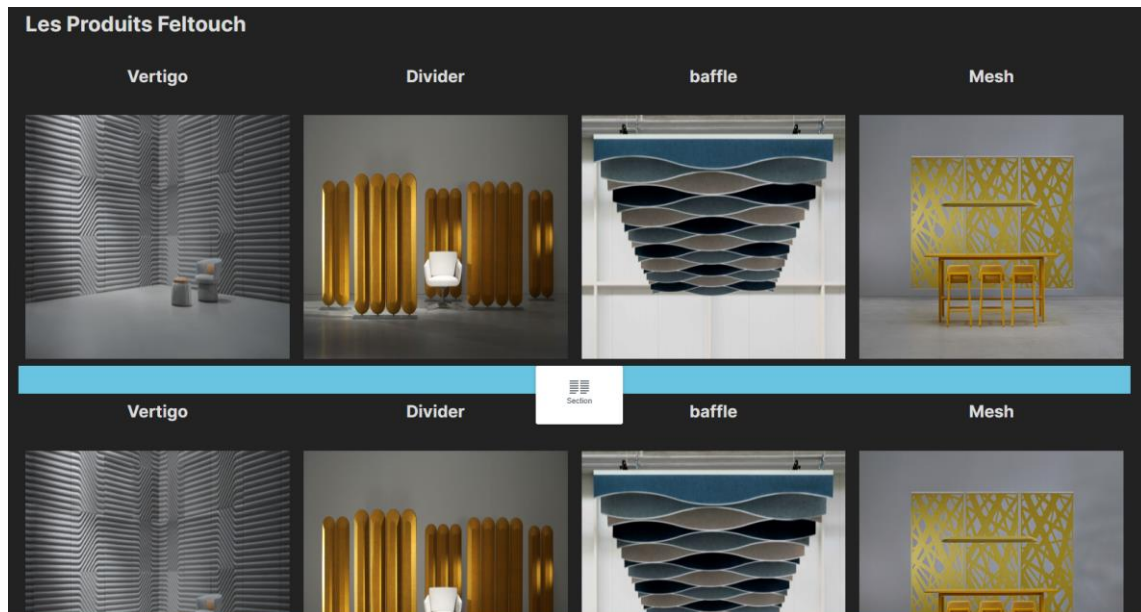 Les Produits Feltouch
Vertigo Divider baffle Mesh
Section
Vertigo Divider baffle Mesh